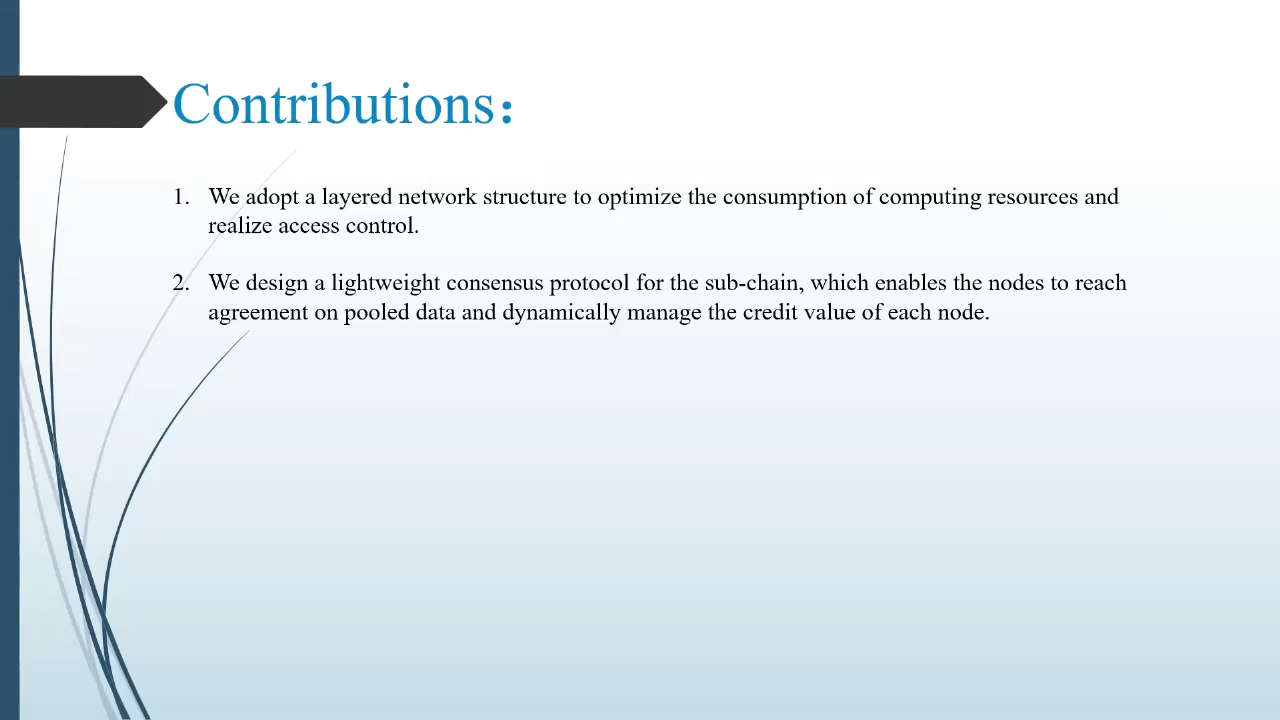 Contributions：
1. We adopt a layered network structure to optimize the consumption of computing resources and
realize access control.
2. We design a lightweight consensus protocol for the sub-chain, which enables the nodes to reach
agreement on pooled data and dynamically manage the credit value of each node.